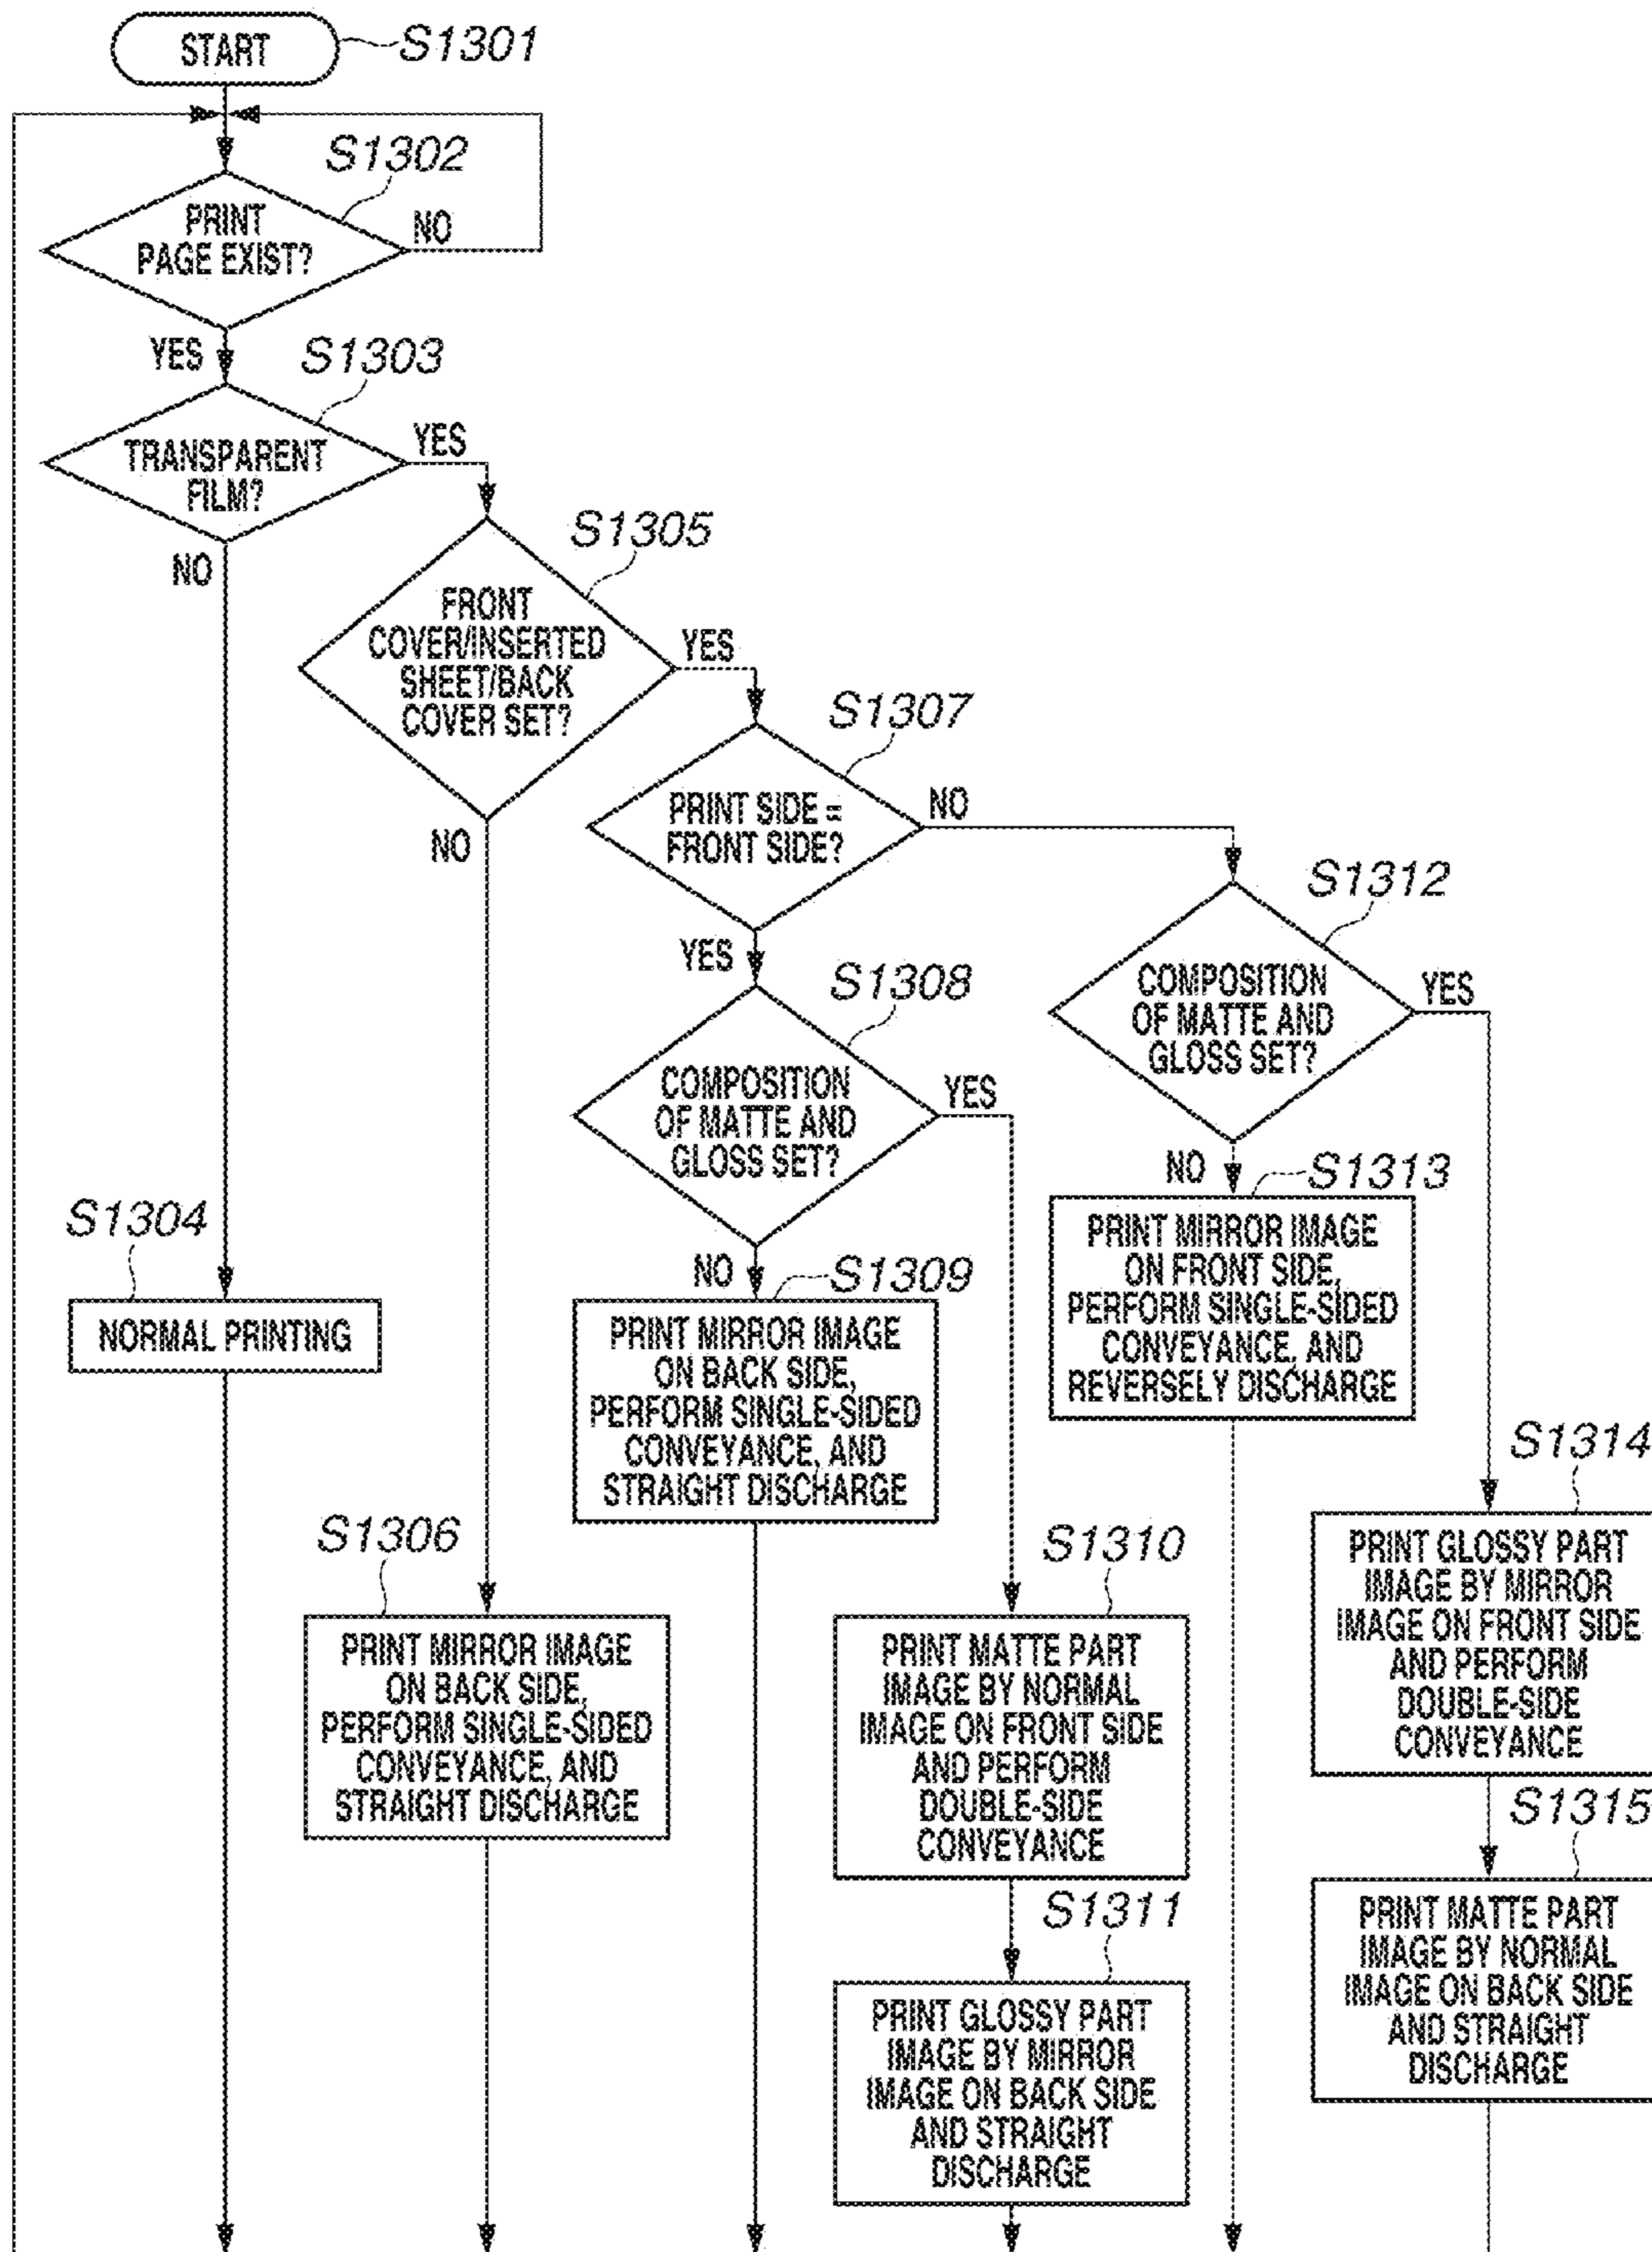 START
S1301
S1302
PRINT
PAGE EXIST?
NO
YES
S1303
TRANSPARENT
FILM?
YES
NO
S1305
FRONT
COVER/INSERTED
SHEET/BACK
COVER SET?
YES
NO
S1307
PRINT SIDE =
FRONT SIDE?
NO
YES
S1312
COMPOSITION
OF MATTE AND
GLOSS SET?
YES
NO
S1308
COMPOSITION
OF MATTE AND
GLOSS SET?
YES
NO
S1304
NORMAL PRINTING
S1313
PRINT MIRROR IMAGE
ON FRONT SIDE,
PERFORM SINGLE-SIDED
CONVEYANCE, AND
REVERSELY DISCHARGE
S1309
PRINT MIRROR IMAGE
ON BACK SIDE,
PERFORM SINGLE-SIDED
CONVEYANCE, AND
STRAIGHT DISCHARGE
S1306
PRINT MIRROR IMAGE
ON BACK SIDE,
PERFORM SINGLE-SIDED
CONVEYANCE, AND
STRAIGHT DISCHARGE
S1310
PRINT MATTE PART
IMAGE BY NORMAL
IMAGE ON FRONT SIDE
AND PERFORM
DOUBLE-SIDE
CONVEYANCE
S1314
PRINT GLOSSY PART
IMAGE BY MIRROR
IMAGE ON FRONT SIDE
AND PERFORM
DOUBLE-SIDE
CONVEYANCE
S1311
PRINT GLOSSY PART
IMAGE BY MIRROR
IMAGE ON BACK SIDE
AND STRAIGHT
DISCHARGE
S1315
PRINT MATTE PART
IMAGE BY NORMAL
IMAGE ON BACK SIDE
AND STRAIGHT
DISCHARGE